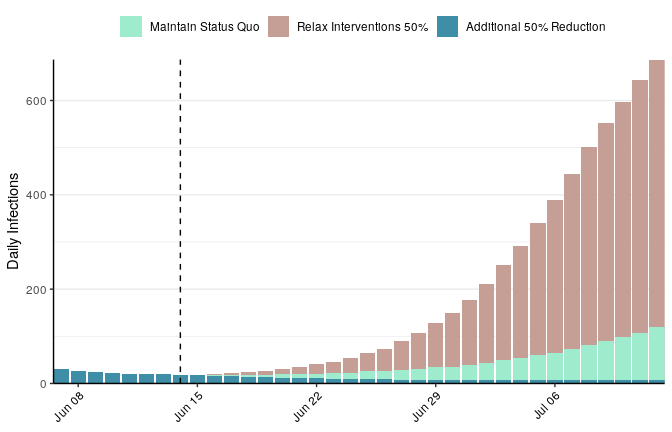 Maintain Status Quo Relax Interventions 50% Additional 50% Reduction
Daily Infections
600
400
200
0
Jun 08 Jun 15 Jun 22 Jun 29 Jul 06